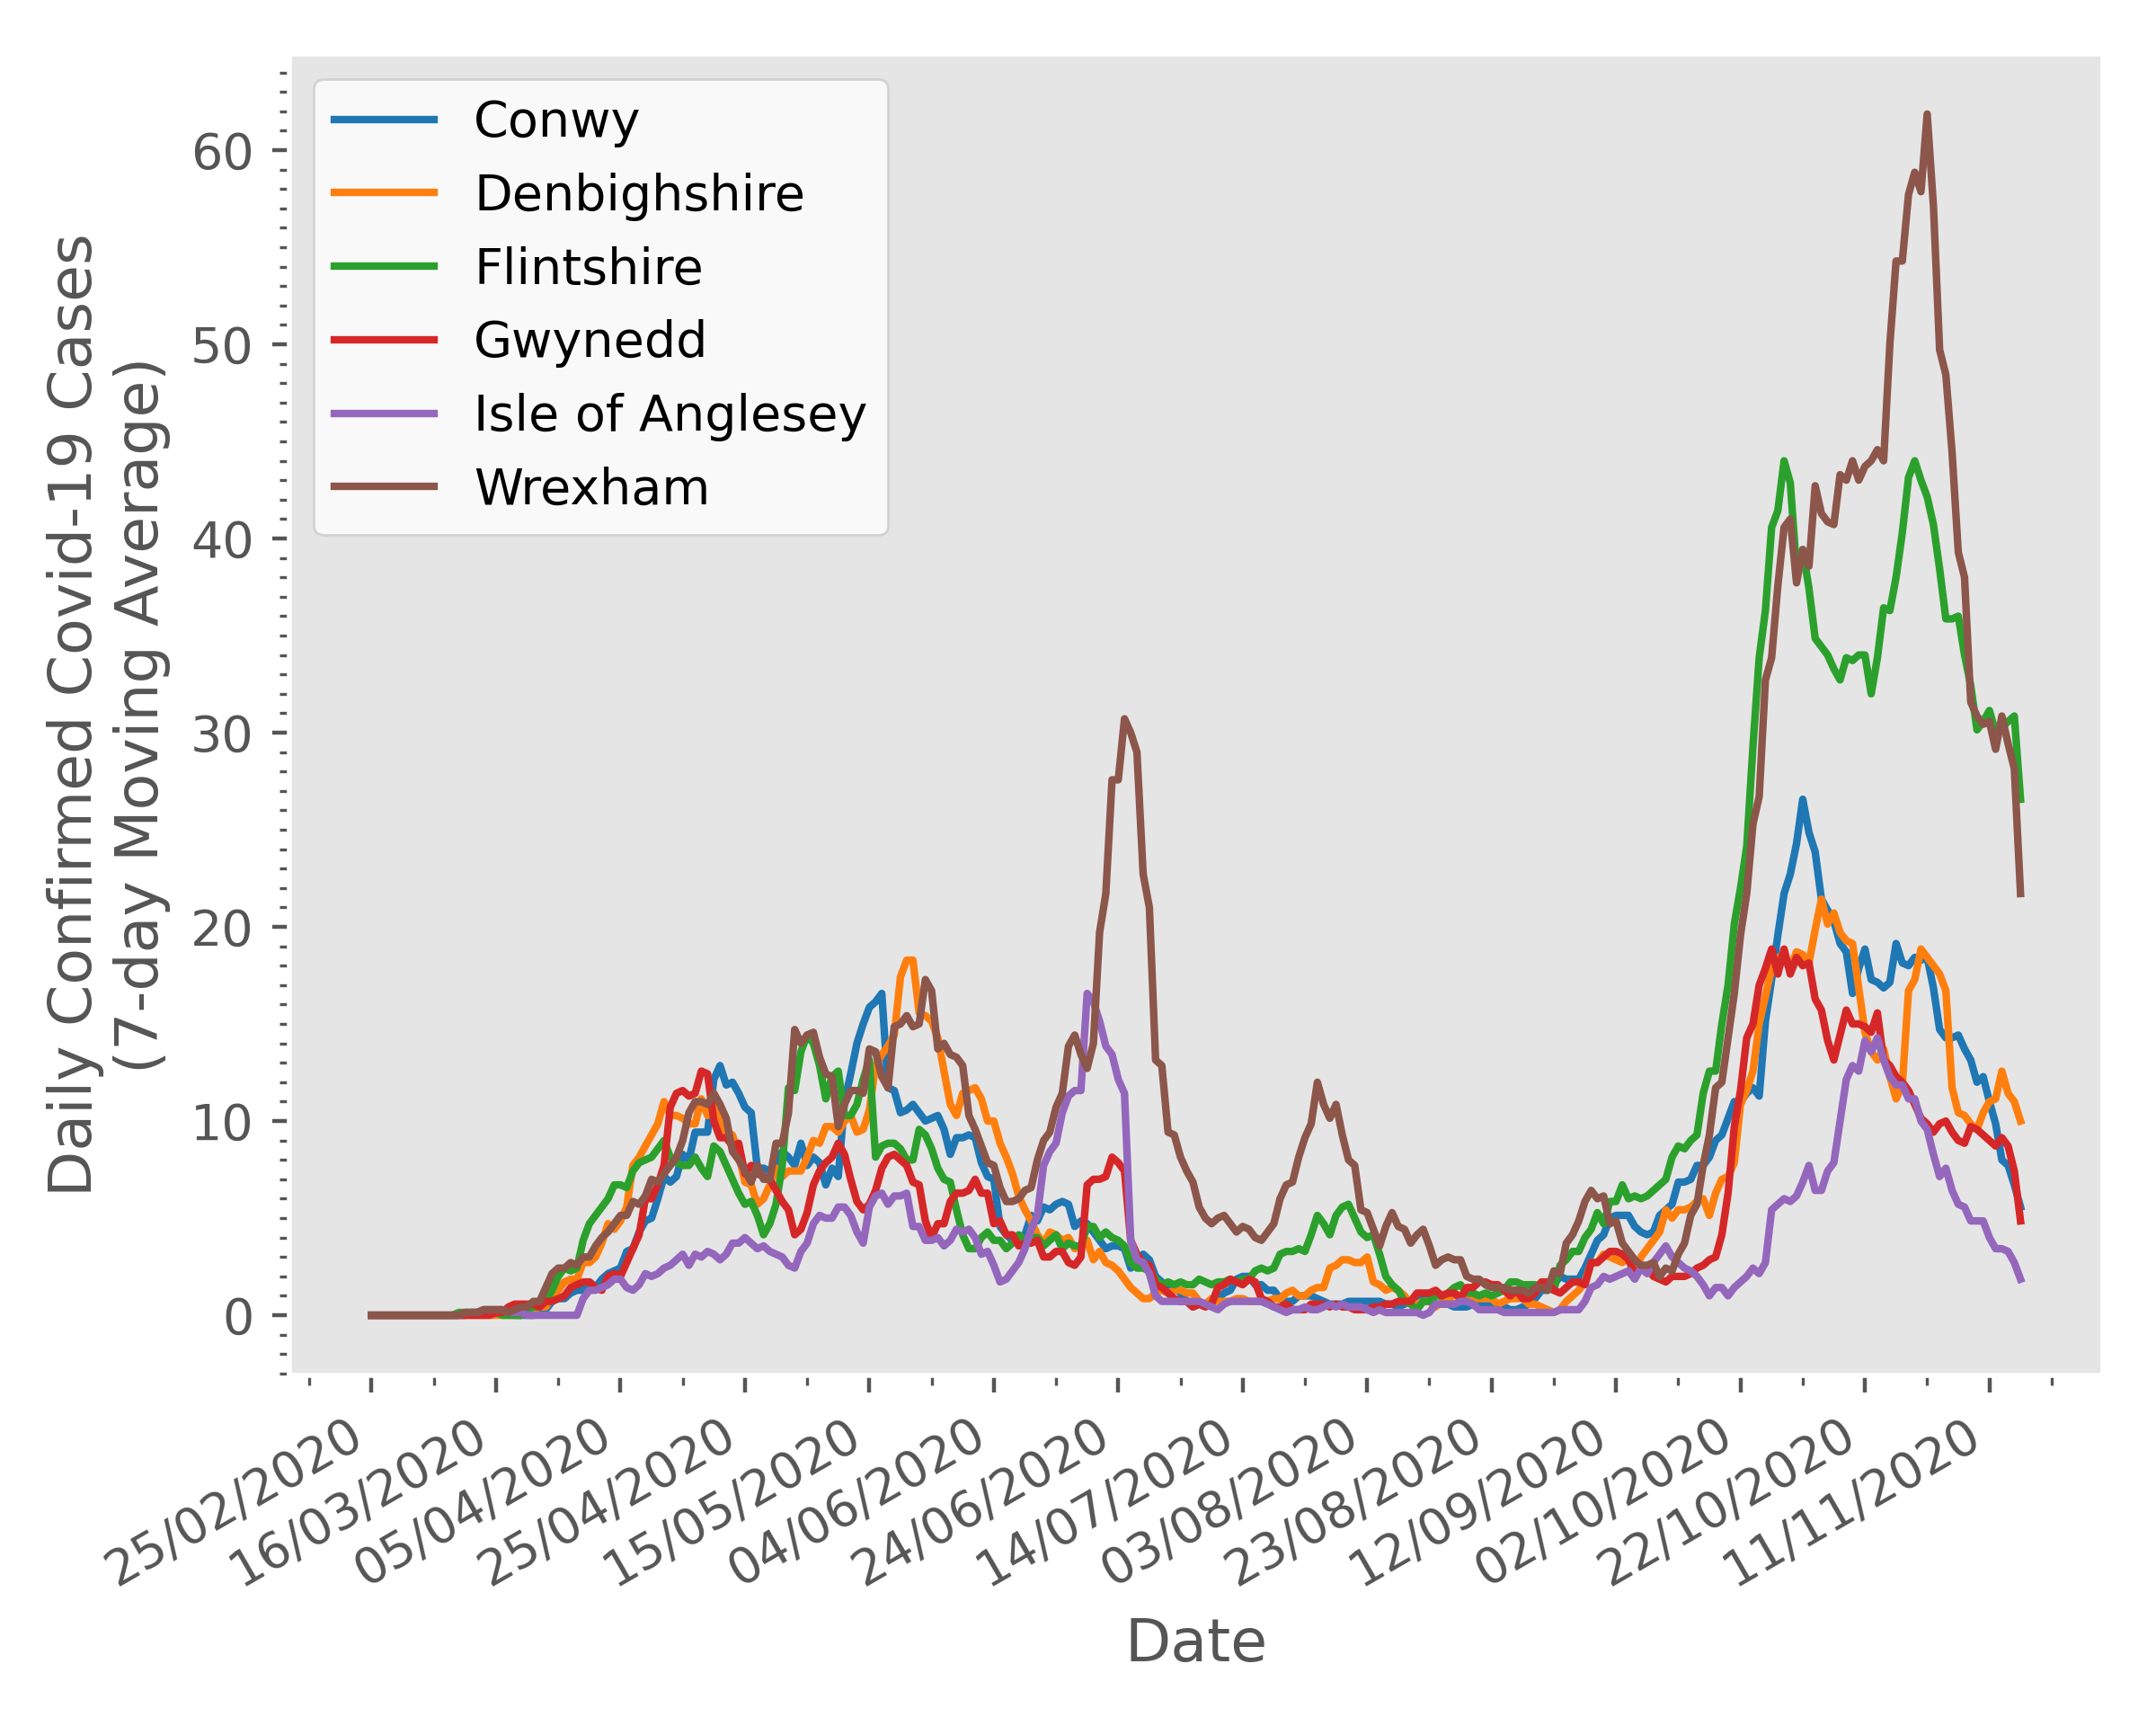 Conwy
Denbighshire
Flintshire
Gwynedd
Isle of Anglesey
Wrexham
Daily Confirmed Covid-19 Cases
(7-day Moving Average)
60
50
40
30
20
10
0
25/02/2020
16/03/2020
05/04/2020
25/04/2020
15/05/2020
04/06/2020
24/06/2020
14/07/2020
03/08/2020
23/08/2020
12/09/2020
02/10/2020
22/10/2020
11/11/2020
Date